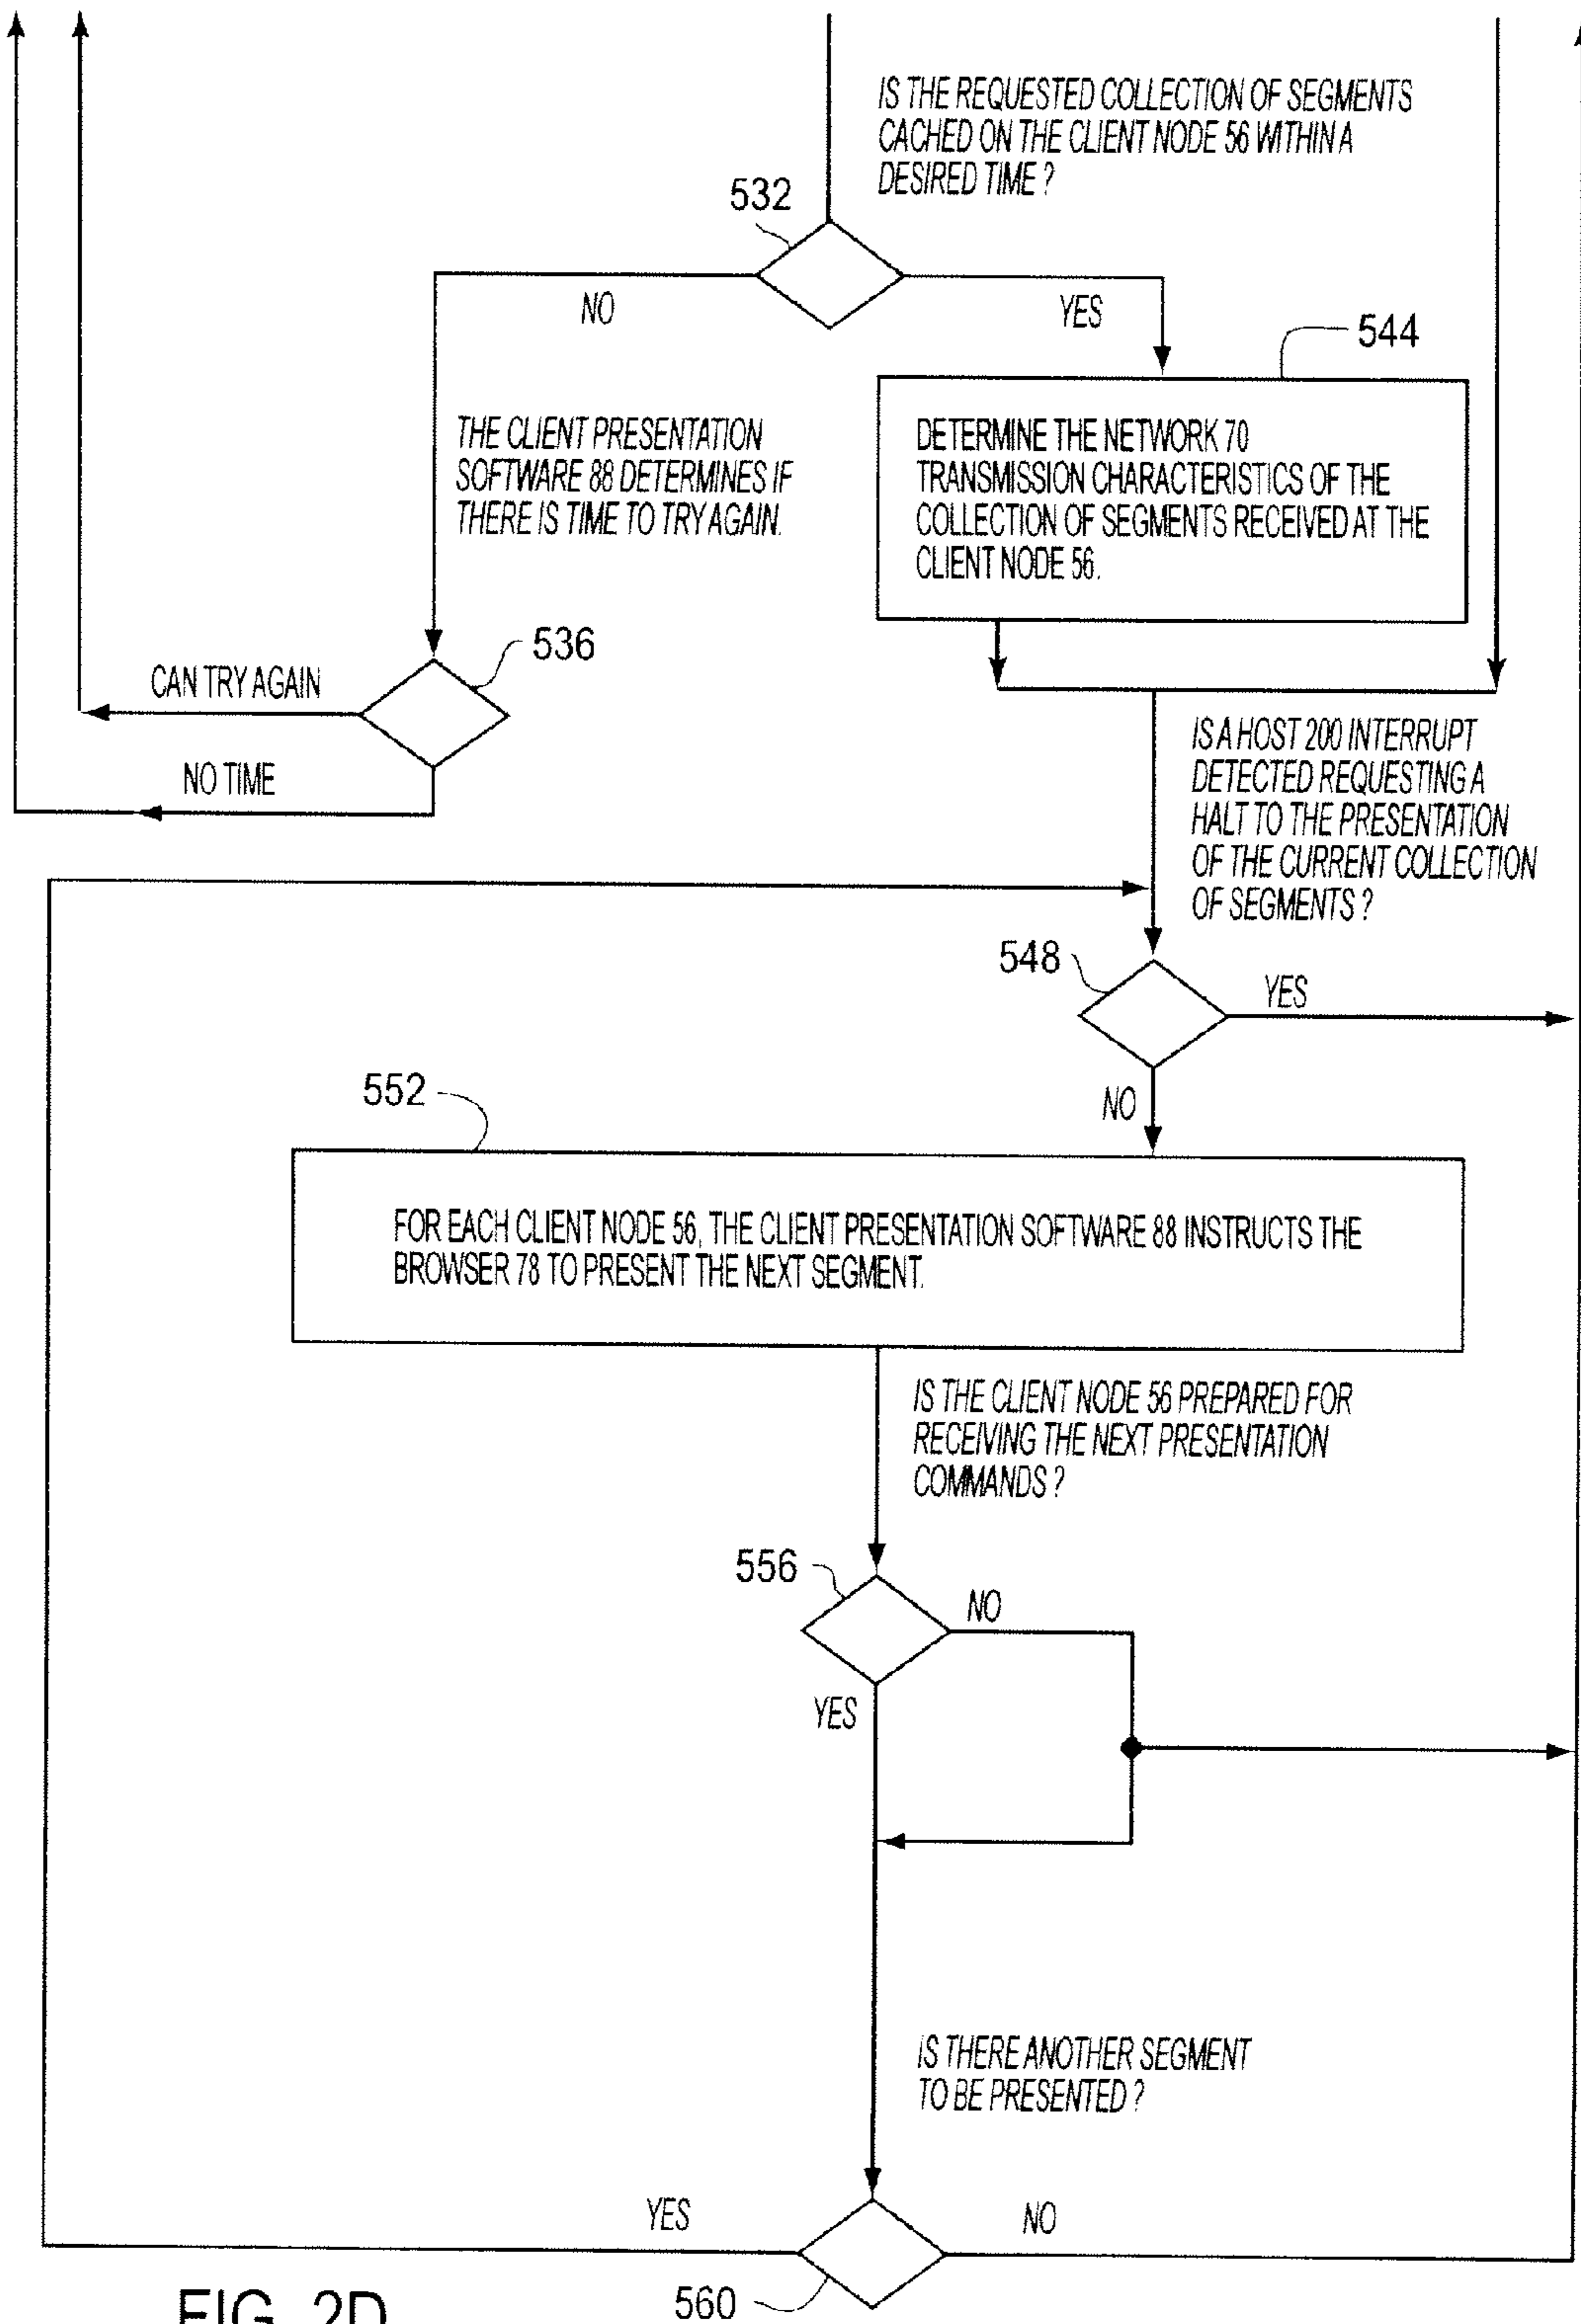 IS THE REQUESTED COLLECTION OF SEGMENTS
CACHED ON THE CLIENT NODE 56 WITHIN A
DESIRED TIME ?
532
NO
YES
544
THE CLIENT PRESENTATION
SOFTWARE 88 DETERMINES IF
THERE IS TIME TO TRY AGAIN.
DETERMINE THE NETWORK 70
TRANSMISSION CHARACTERISTICS OF THE
COLLECTION OF SEGMENTS RECEIVED AT THE
CLIENT NODE 56.
536
CAN TRY AGAIN
NO TIME
IS A HOST 200 INTERRUPT
DETECTED REQUESTING A
HALT TO THE PRESENTATION
OF THE CURRENT COLLECTION
OF SEGMENTS ?
548
YES
NO
552
FOR EACH CLIENT NODE 56, THE CLIENT PRESENTATION SOFTWARE 88 INSTRUCTS THE
BROWSER 78 TO PRESENT THE NEXT SEGMENT.
IS THE CLIENT NODE 56 PREPARED FOR
RECEIVING THE NEXT PRESENTATION
COMMANDS ?
556
NO
YES
IS THERE ANOTHER SEGMENT
TO BE PRESENTED ?
YES
NO
560
FIG. 2D